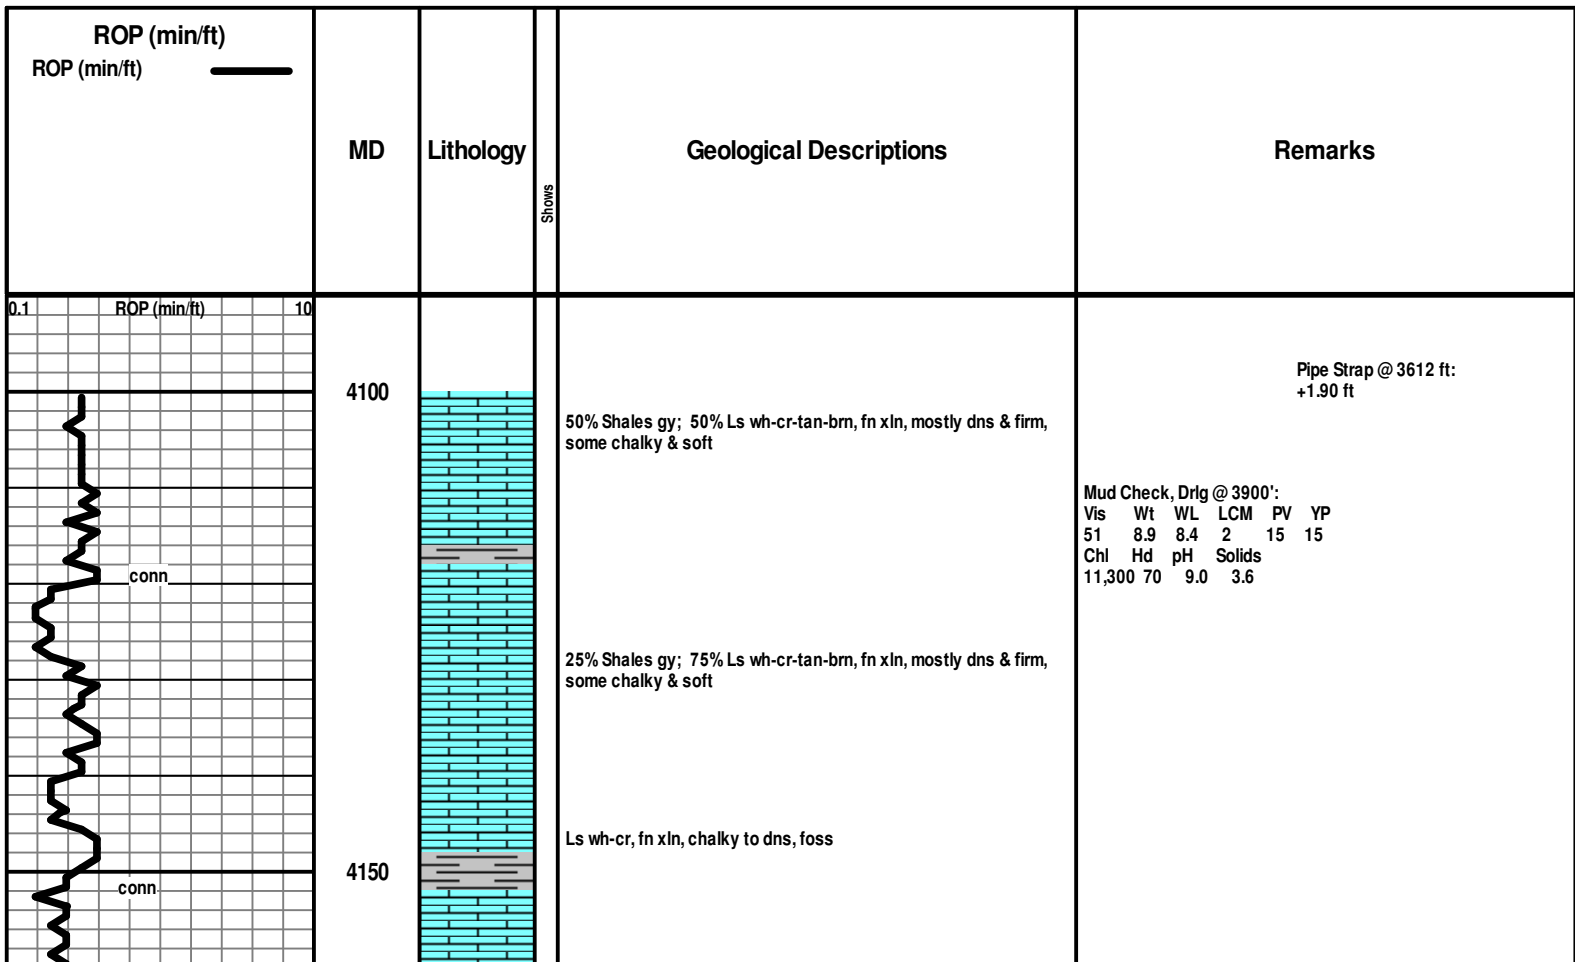 ROP (min/ft)
ROP (min/ft)
MD
Lithology
Shows
Geological Descriptions
Remarks
0.1 ROP (min/ft) 10
Pipe Strap @ 3612 ft:
+1.90 ft
4100
50% Shales gy; 50% Ls wh-cr-tan-brn, fn xln, mostly dns & firm,
some chalky & soft
Mud Check, Drlg @ 3900':
Vis Wt WL LCM PV YP
51 8.9 8.4 2 15 15
Chl Hd pH Solids
11,300 70 9.0 3.6
conn
25% Shales gy; 75% Ls wh-cr-tan-brn, fn xln, mostly dns & firm,
some chalky & soft
Ls wh-cr, fn xln, chalky to dns, foss
4150
conn